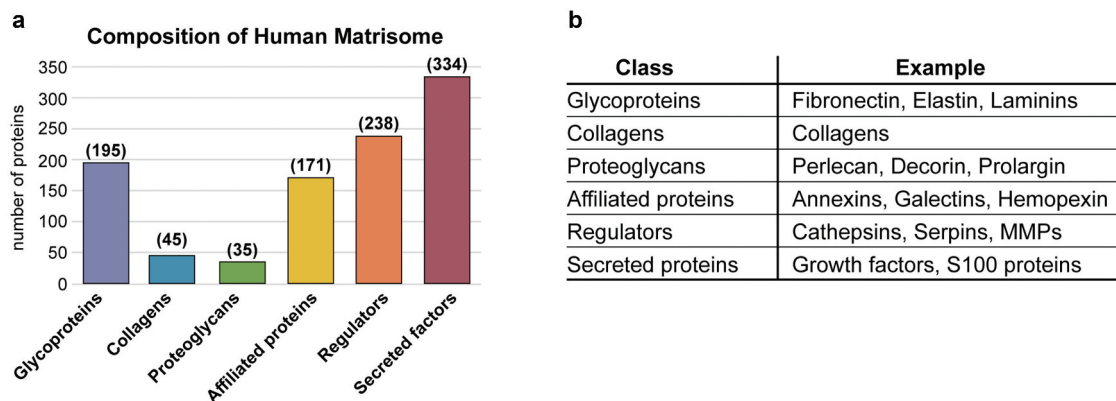 a
Composition of Human Matrisome
number of proteins
350
300
250
200
150
100
50
0
(195)
(45)
(35)
(171)
(238)
(334)
Glycoproteins
Collagens
Proteoglycans
Affiliated proteins
Regulators
Secreted factors
b
Class Example
Glycoproteins Fibronectin, Elastin, Laminins
Collagens Collagens
Proteoglycans Perlecan, Decorin, Prolargin
Affiliated proteins Annexins, Galectins, Hemopexin
Regulators Cathepsins, Serpins, MMPs
Secreted proteins Growth factors, S100 proteins